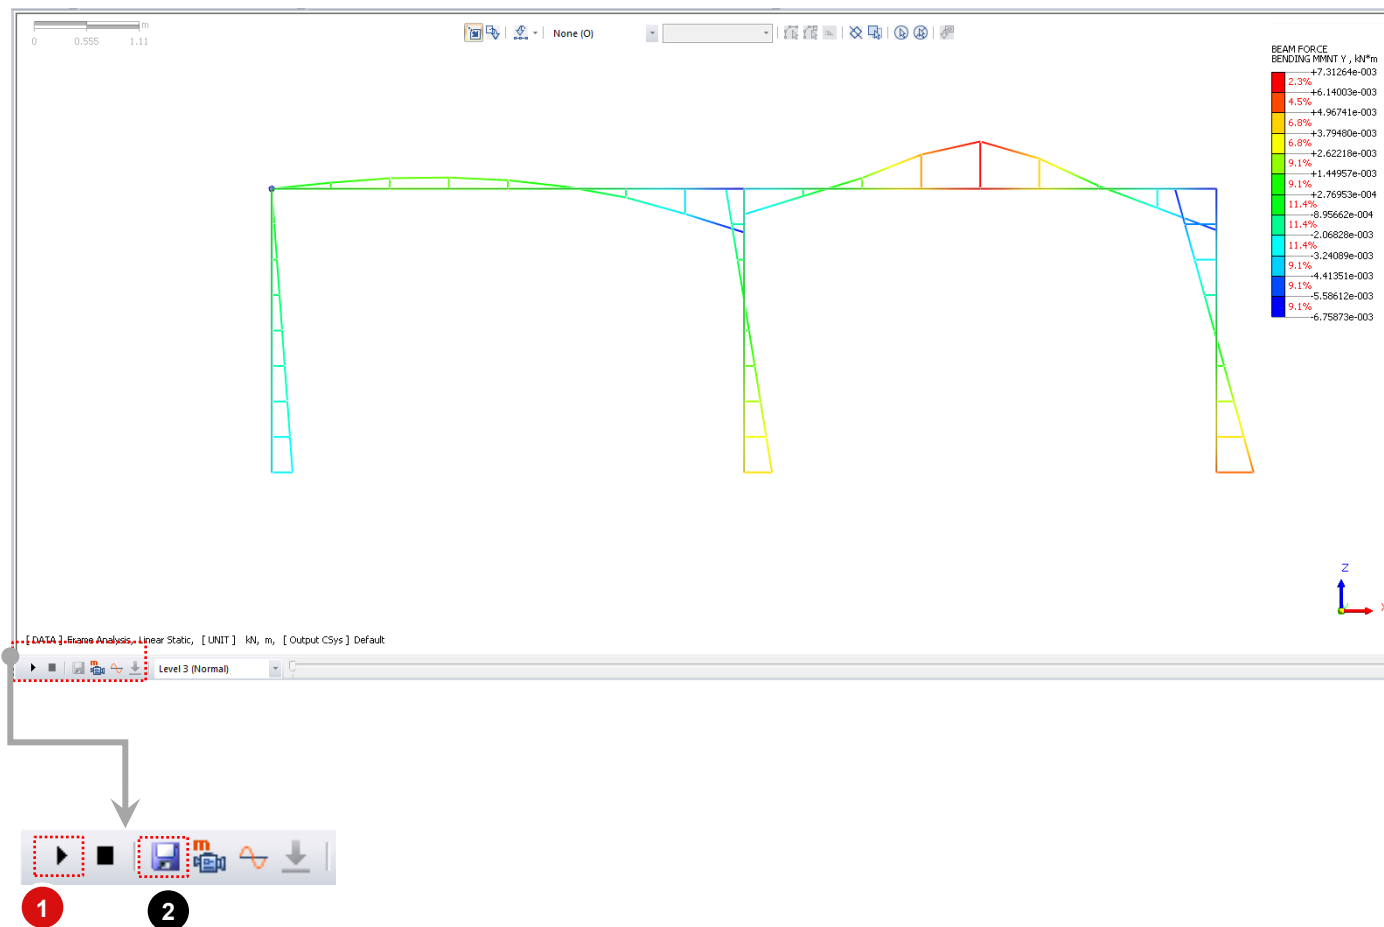 m
0 0.555 1.11
None (O)
BEAM FORCE
BENDING MMNT Y , kN*m
+7.31264e-003
2.3%
+6.14003e-003
4.5%
+4.96741e-003
6.8%
+3.79480e-003
6.8%
+2.62218e-003
9.1%
+1.44957e-003
9.1%
+2.76953e-004
11.4%
-8.95662e-004
11.4%
-2.06828e-003
11.4%
-3.24089e-003
9.1%
-4.41351e-003
9.1%
-5.58612e-003
9.1%
-6.75873e-003
Z
X
[ DATA ] Frame Analysis, Linear Static, [ UNIT ] kN, m, [ Output CSys ] Default
m
Level 3 (Normal)
m
1 2